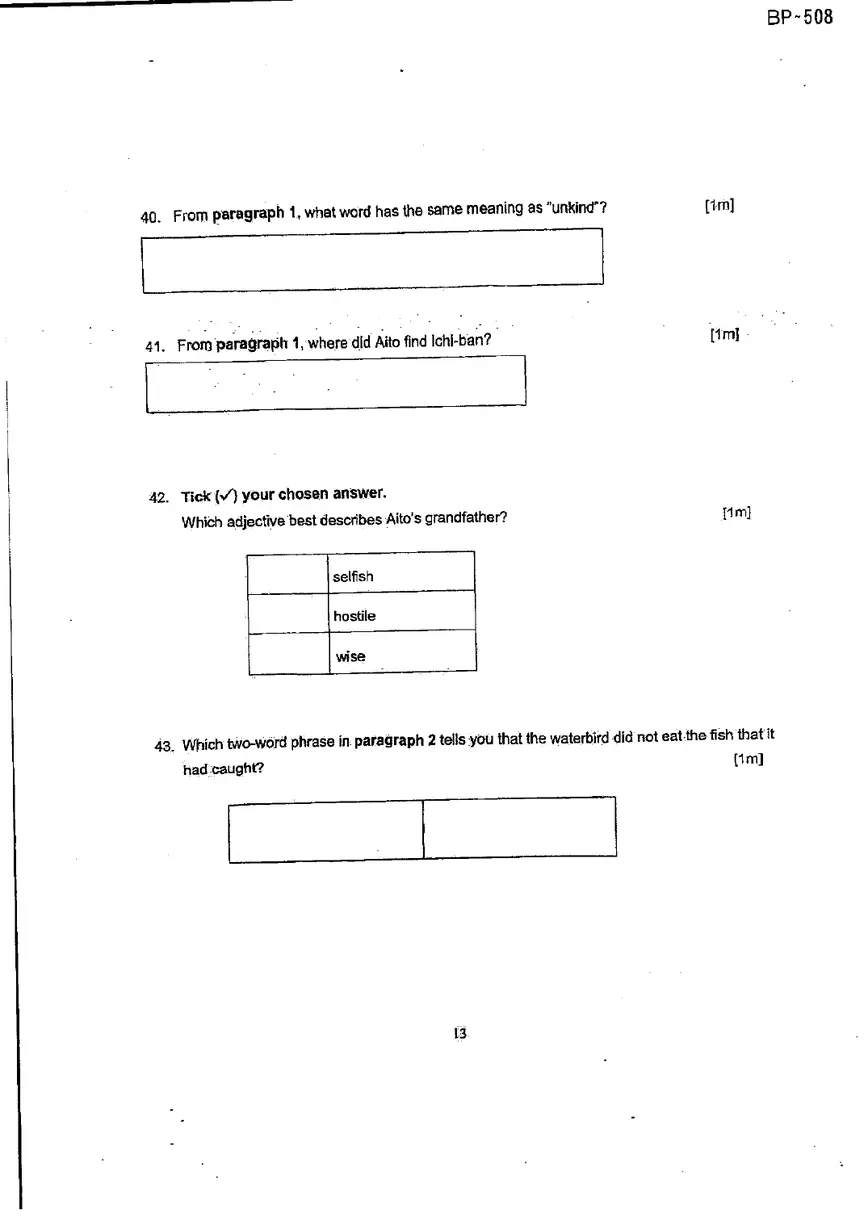 BP-508
40. From paragraph 1, what word has the same meaning as "unkind"? [1m]
41. From paragraph 1, where did Aito find Ichi-ban? [1m]
42. Tick (✓) your chosen answer.
Which adjective best describes Aito's grandfather? [1m]
selfish
hostile
wise
43. Which two-word phrase in paragraph 2 tells you that the waterbird did not eat the fish that it
had caught? [1m]
13